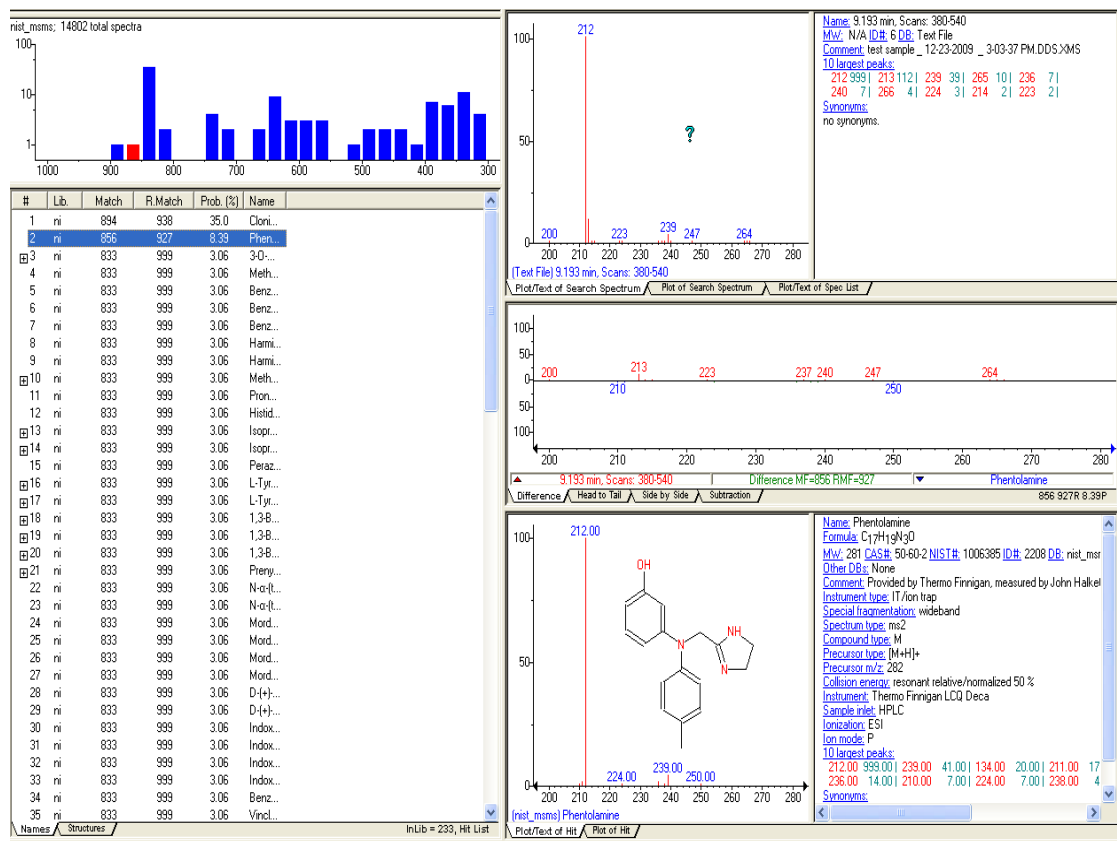 nist_msms; 14802 total spectra
100-
10-
1-
1000 900 800 700 600 500 400 300
# Lib. Match R.Match Prob. (%) Name
1 ni 894 938 35.0 Cloni...
2 ni 856 927 8.39 Phen...
3 ni 833 999 3.06 3-O-...
4 ni 833 999 3.06 Meth...
5 ni 833 999 3.06 Benz...
6 ni 833 999 3.06 Benz...
7 ni 833 999 3.06 Benz...
8 ni 833 999 3.06 Harmi...
9 ni 833 999 3.06 Harmi...
10 ni 833 999 3.06 Meth...
11 ni 833 999 3.06 Pron...
12 ni 833 999 3.06 Histid...
13 ni 833 999 3.06 Isopr...
14 ni 833 999 3.06 Isopr...
15 ni 833 999 3.06 Peraz...
16 ni 833 999 3.06 L-Tyr...
17 ni 833 999 3.06 L-Tyr...
18 ni 833 999 3.06 1,3-B...
19 ni 833 999 3.06 1,3-B...
20 ni 833 999 3.06 1,3-B...
21 ni 833 999 3.06 Preny...
22 ni 833 999 3.06 N-α-(t...
23 ni 833 999 3.06 N-α-(t...
24 ni 833 999 3.06 Mord...
25 ni 833 999 3.06 Mord...
26 ni 833 999 3.06 Mord...
27 ni 833 999 3.06 Mord...
28 ni 833 999 3.06 D-(+)-...
29 ni 833 999 3.06 D-(+)-...
30 ni 833 999 3.06 Indox...
31 ni 833 999 3.06 Indox...
32 ni 833 999 3.06 Indox...
33 ni 833 999 3.06 Indox...
34 ni 833 999 3.06 Benz...
35 ni 833 999 3.06 Vincl...
Names Structures InLib = 233, Hit List
100-
212
50-
?
200 223 239 247 264
0
200 210 220 230 240 250 260 270 280
(Text File) 9.193 min, Scans: 380-540
Plot/Text of Search Spectrum Plot of Search Spectrum Plot/Text of Spec List
Name: 9.193 min, Scans: 380-540
MW: N/A ID#: 6 DB: Text File
Comment: test sample _ 12-23-2009 _ 3-03-37 PM.DDS.XMS
10 largest peaks:
212 999 | 213 112 | 239 39 | 265 10 | 236 7 |
240 7 | 266 4 | 224 3 | 214 2 | 223 2 |
Synonyms:
no synonyms.
100-
50-
200 213 223 237 240 247 264
0
210 250
50-
100-
200 210 220 230 240 250 260 270 280
9.193 min, Scans: 380-540 Difference MF=856 RMF=927 Phentolamine
Difference Head to Tail Side by Side Subtraction 856 927R 8.39P
100-
212.00
OH
NH
N
N
50-
224.00 239.00 250.00
0
200 210 220 230 240 250 260 270 280
(nist_msms) Phentolamine
Plot/Text of Hit Plot of Hit
Name: Phentolamine
Formula: C17H19N3O
MW: 281 CAS#: 50-60-2 NIST#: 1006385 ID#: 2208 DB: nist_msr
Other DBs: None
Comment: Provided by Thermo Finnigan, measured by John Halket
Instrument type: IT/ion trap
Special fragmentation: wideband
Spectrum type: ms2
Compound type: M
Precursor type: [M+H]+
Precursor m/z: 282
Collision energy: resonant relative/normalized 50 %
Instrument: Thermo Finnigan LCQ Deca
Sample inlet: HPLC
Ionization: ESI
Ion mode: P
10 largest peaks:
212.00 999.00 | 239.00 41.00 | 134.00 20.00 | 211.00 17
236.00 14.00 | 210.00 7.00 | 224.00 7.00 | 238.00 4
Synonyms: